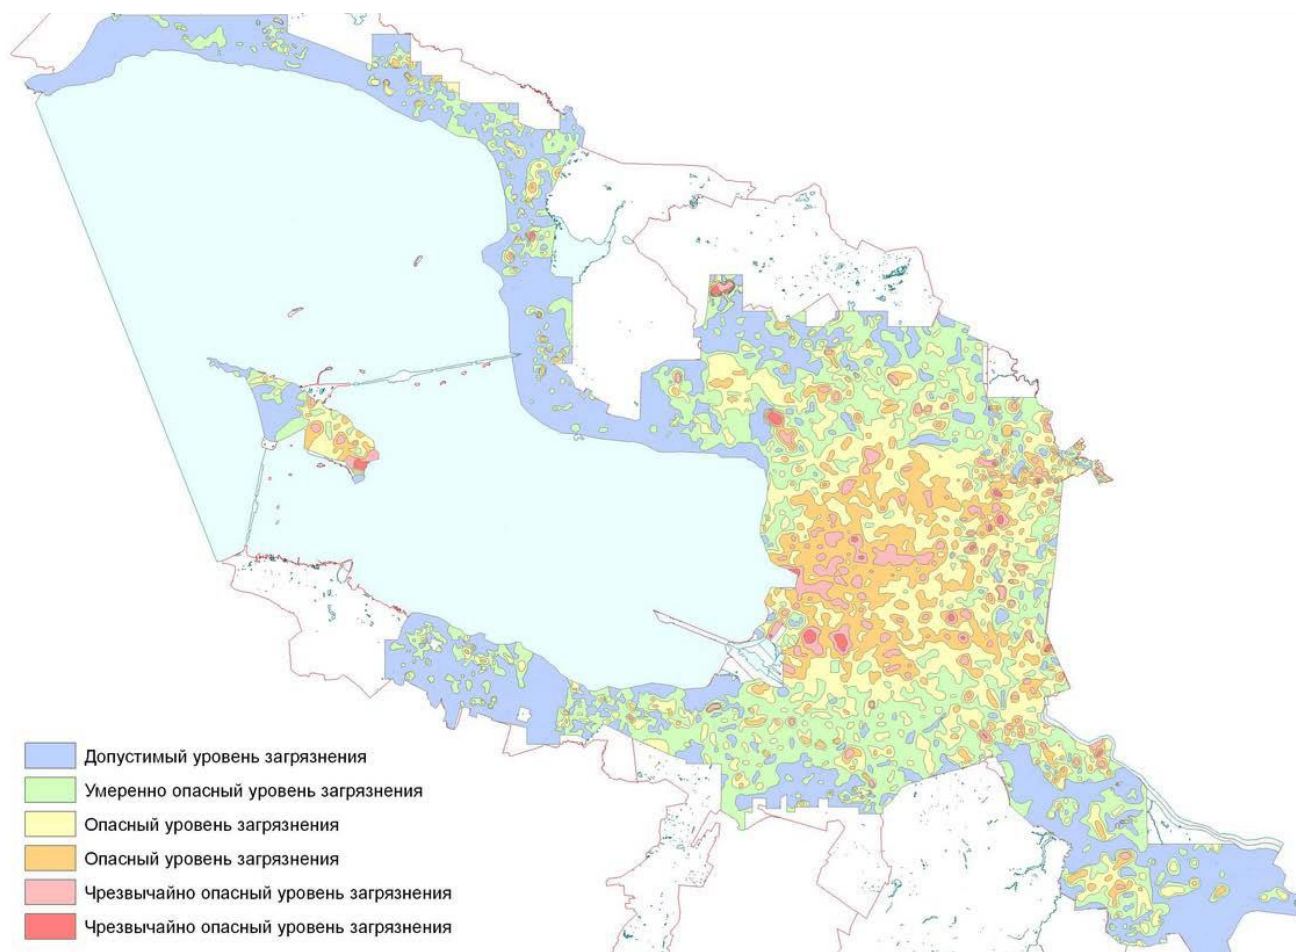 Допустимый уровень загрязнения
Умеренно опасный уровень загрязнения
Опасный уровень загрязнения
Опасный уровень загрязнения
Чрезвычайно опасный уровень загрязнения
Чрезвычайно опасный уровень загрязнения